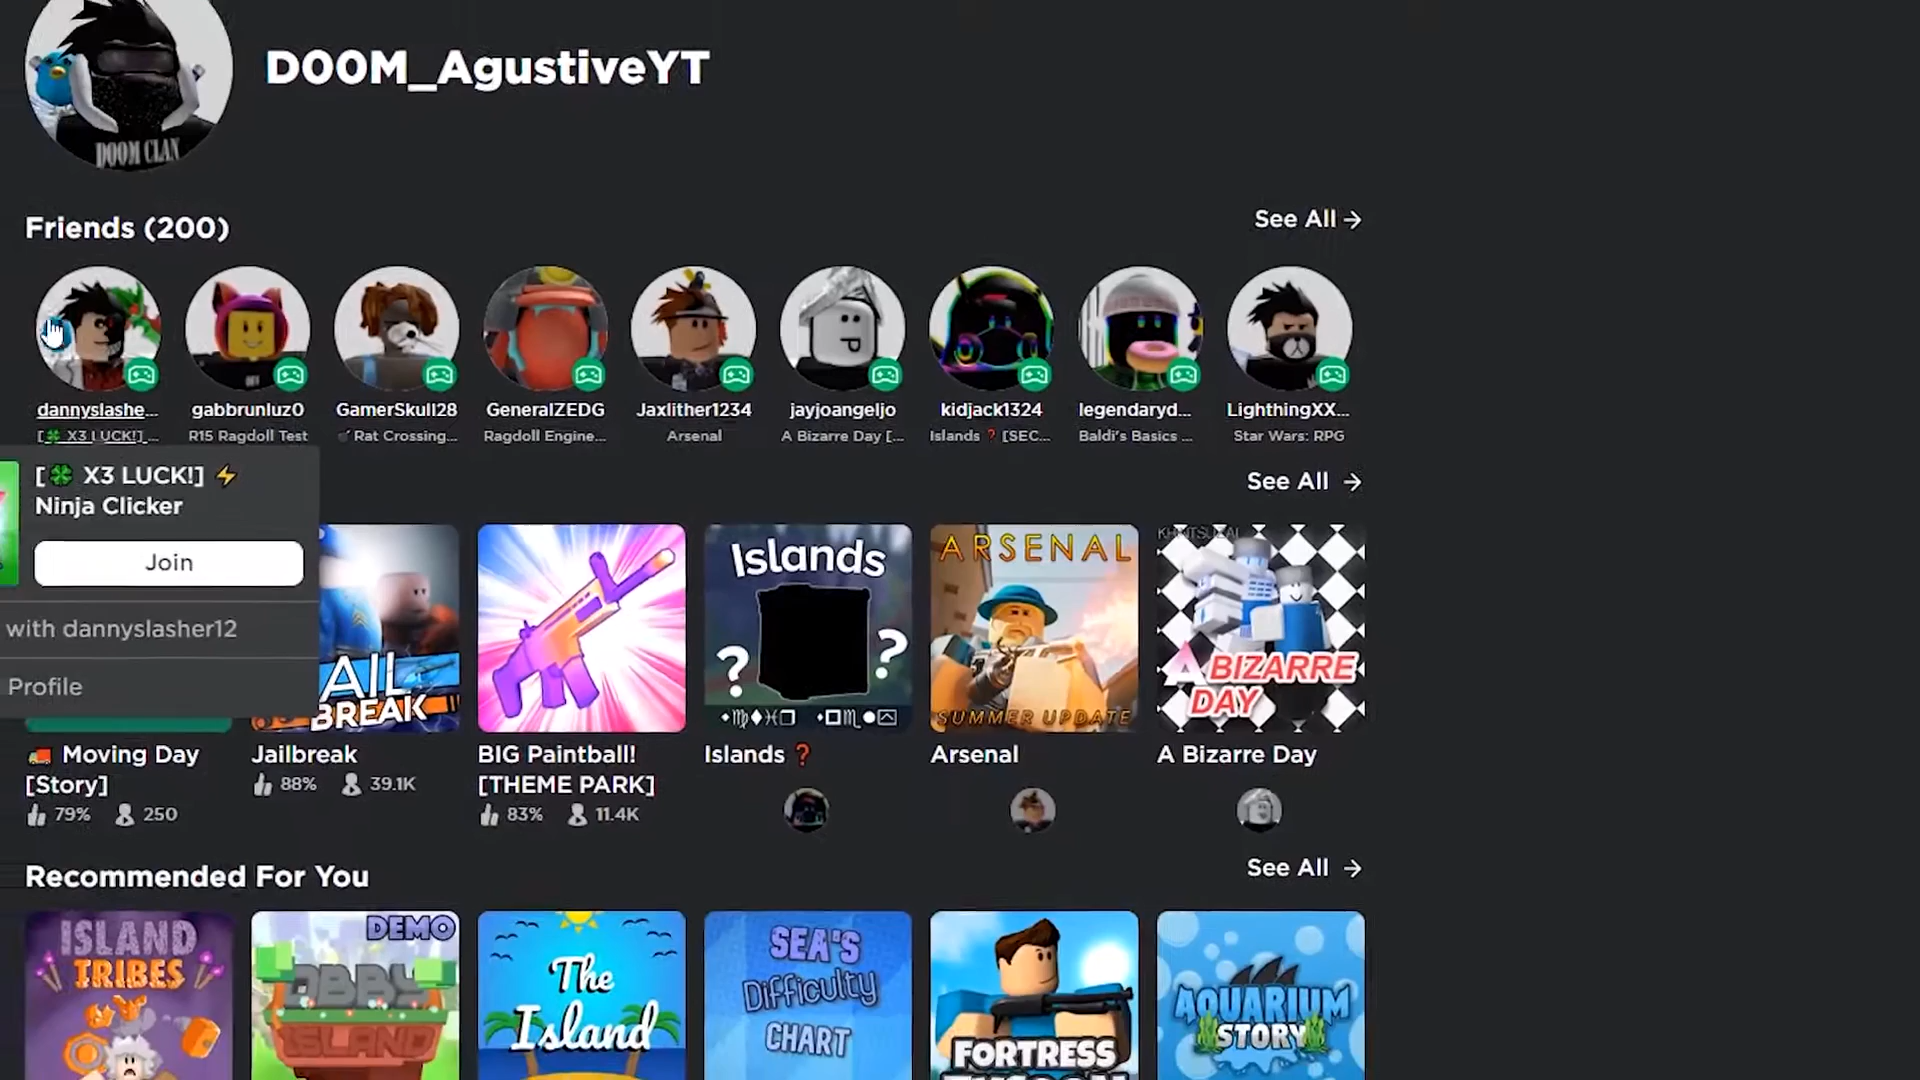 D00M_AgustiveYT
DOOM CLAN
Friends (200)
See All →
dannyslashe...
gabbrunluz0
GamerSkull28
GeneralZEDG
Jaxlither1234
jayjoangeljo
kidjack1324
legendaryd...
LighthingXX...
[🍀 X3 LUCK!]...
R15 Ragdoll Test
Rat Crossing...
Ragdoll Engine...
Arsenal
A Bizarre Day [...
Islands ❓ [SEC...
Baldi's Basics ...
Star Wars: RPG
[🍀 X3 LUCK!] ⚡
Ninja Clicker
Join
with dannyslasher12
Profile
See All →
AIL
BREAK
Islands
? ?
ARSENAL
SUMMER UPDATE
A BIZARRE
DAY
🚚 Moving Day
[Story]
79% 250
Jailbreak
88% 39.1K
BIG Paintball!
[THEME PARK]
83% 11.4K
Islands ❓
Arsenal
A Bizarre Day
Recommended For You
See All →
ISLAND
TRIBES
DEMO
OBBY
ISLAND
The
Island
SEA'S
Difficulty
CHART
FORTRESS
TYCOON
AQUARIUM
STORY